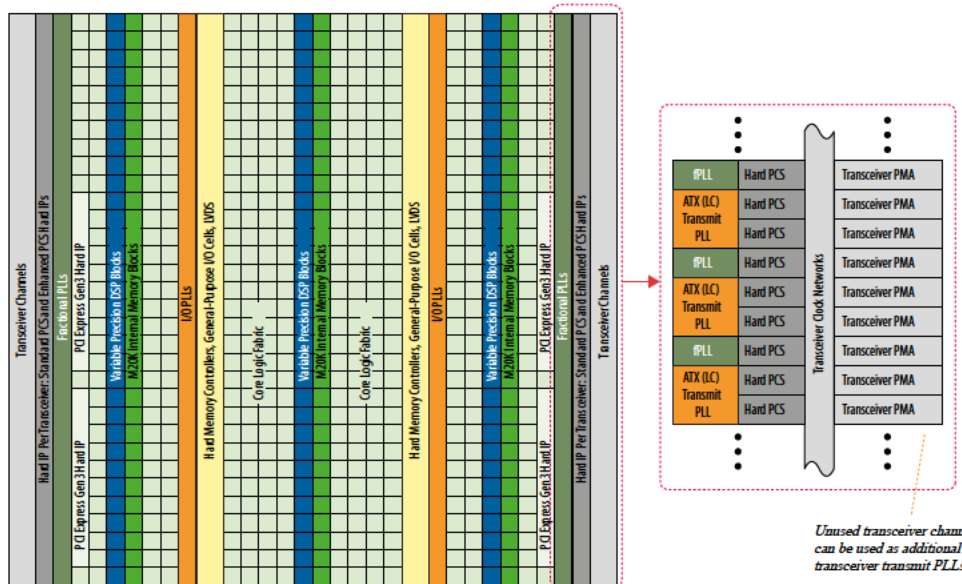 Transceiver Channels
Hard IP Per Transceiver: Standard PCS and Enhanced PCS Hard IPs
Fractional PLLs
PCI Express Gen3 Hard IP
PCI Express Gen3 Hard IP
Variable Precision DSP Blocks
M20K Internal Memory Blocks
I/O PLLs
Hard Memory Controllers, General-Purpose I/O Cells, LVDS
Core Logic Fabric
Variable Precision DSP Blocks
M20K Internal Memory Blocks
Core Logic Fabric
Hard Memory Controllers, General-Purpose I/O Cells, LVDS
I/O PLLs
Variable Precision DSP Blocks
M20K Internal Memory Blocks
PCI Express Gen3 Hard IP
PCI Express Gen3 Hard IP
Fractional PLLs
Hard IP Per Transceiver: Standard PCS and Enhanced PCS Hard IPs
Transceiver Channels
fPLL
Hard PCS
Transceiver PMA
ATX (LC)
Transmit
PLL
Hard PCS
Transceiver PMA
Hard PCS
Transceiver PMA
fPLL
Hard PCS
Transceiver PMA
ATX (LC)
Transmit
PLL
Hard PCS
Transceiver PMA
Hard PCS
Transceiver PMA
fPLL
Hard PCS
Transceiver PMA
ATX (LC)
Transmit
PLL
Hard PCS
Transceiver PMA
Hard PCS
Transceiver PMA
Transceiver Clock Networks
Unused transceiver chann
can be used as additional
transceiver transmit PLLs